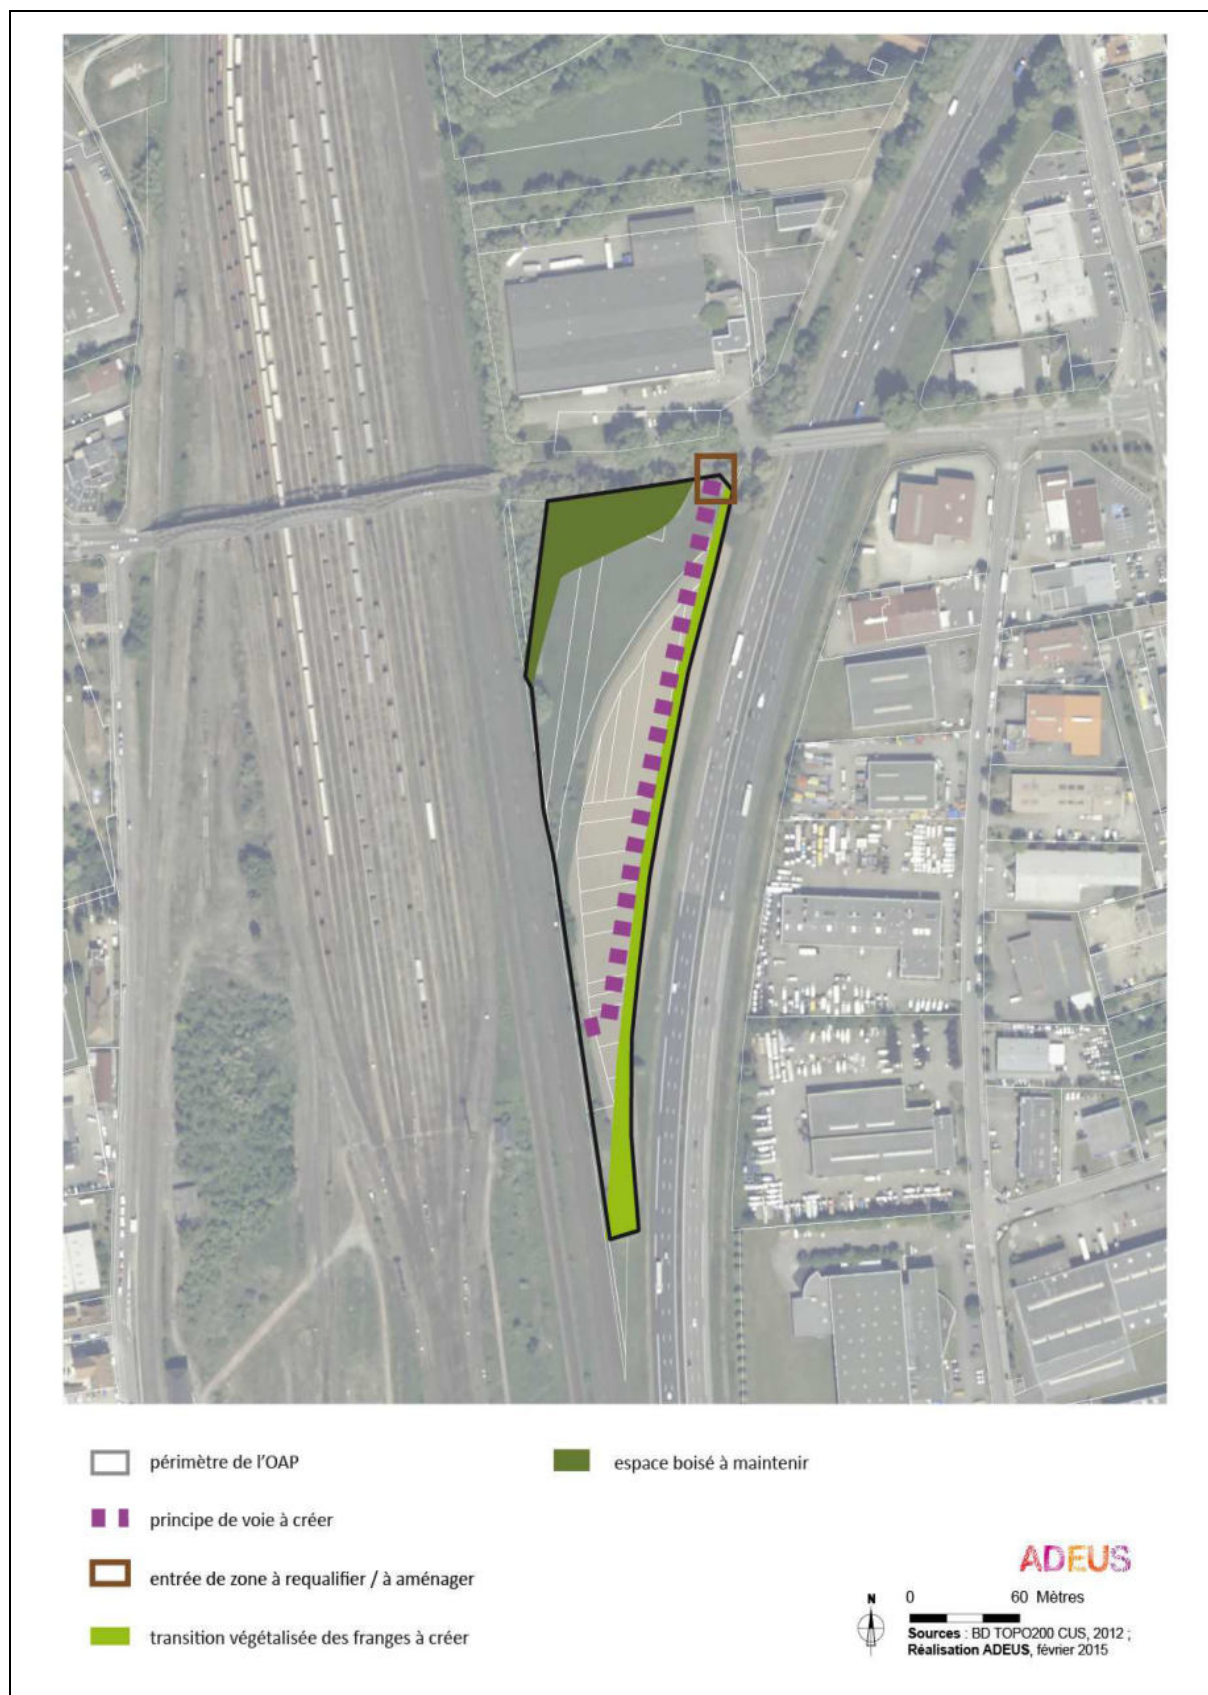 périmètre de l'OAP
espace boisé à maintenir
principe de voie à créer
entrée de zone à requalifier / à aménager
transition végétalisée des franges à créer
ADEUS
N
0 60 Mètres
Sources : BD TOPO200 CUS, 2012 ;
Réalisation ADEUS, février 2015